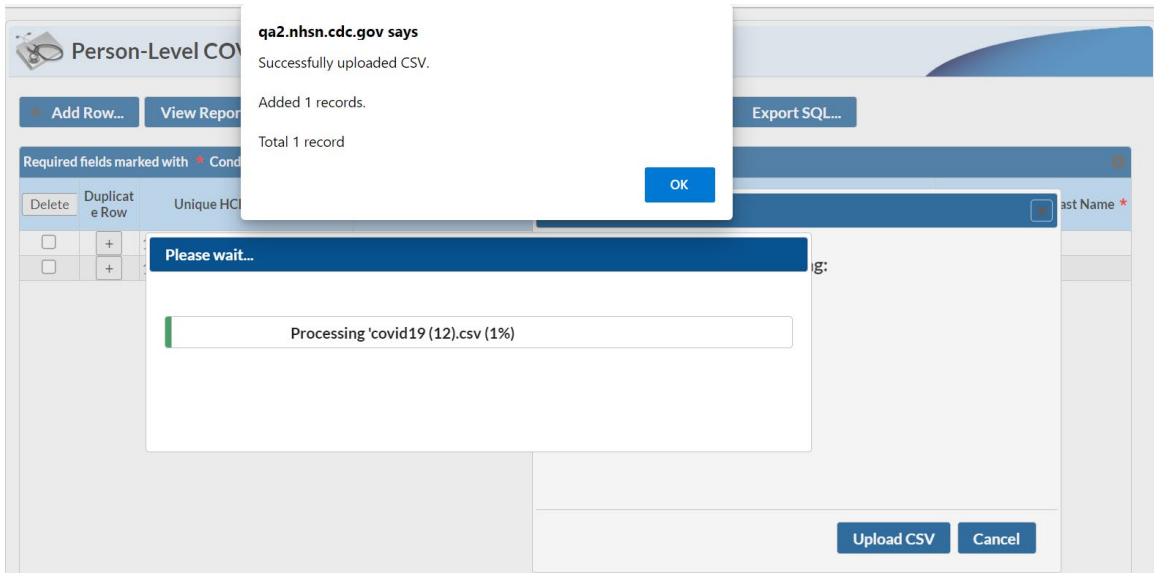 qa2.nhsn.cdc.gov says
Successfully uploaded CSV.
Added 1 records.
Total 1 record
OK
Person-Level COV
Add Row...
View Repor
Export SQL...
Required fields marked with * Cond
Delete
Duplicat
e Row
Unique HCI
ast Name *
+
+
Please wait...
g:
Processing 'covid19 (12).csv (1%)
Upload CSV
Cancel